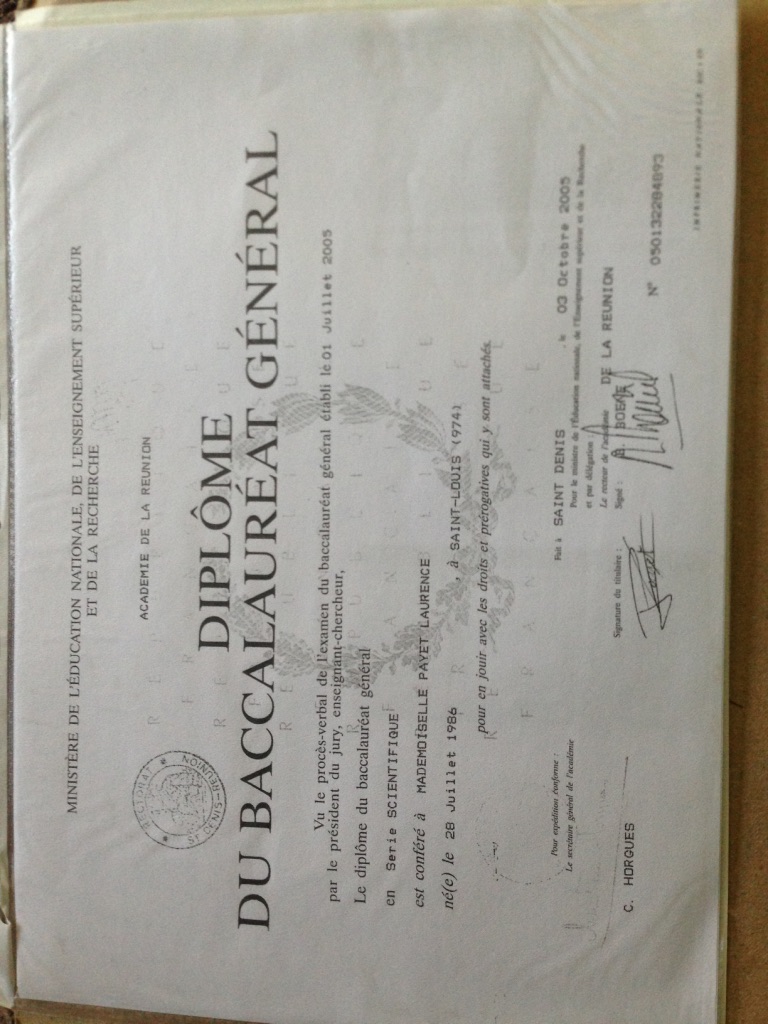 MINISTÈRE DE L'ÉDUCATION NATIONALE, DE L'ENSEIGNEMENT SUPÉRIEUR
ET DE LA RECHERCHE
ACADEMIE DE LA REUNION
RECTORAT
ST DENIS-REUNION
DIPLÔME
DU BACCALAURÉAT GÉNÉRAL
Vu le procès-verbal de l'examen du baccalauréat général établi le 01 Juillet 2005
par le président du jury, enseignant-chercheur,
Le diplôme du baccalauréat général
en Serie SCIENTIFIQUE
est conféré à MADEMOISELLE PAYET LAURENCE
né(e) le 28 Juillet 1986 , à SAINT-LOUIS (974)
pour en jouir avec les droits et prérogatives qui y sont attachés.
Fait à SAINT DENIS , le 03 Octobre 2005
Pour le ministre de l'éducation nationale, de l'Enseignement supérieur et de la Recherche
et par délégation
Le recteur de l'académie DE LA REUNION
Pour expédition conforme :
Le secrétaire général de l'académie
Signature du titulaire :
Signé :
C. HORGUES
N° 050132284893
IMPRIMERIE NATIONALE